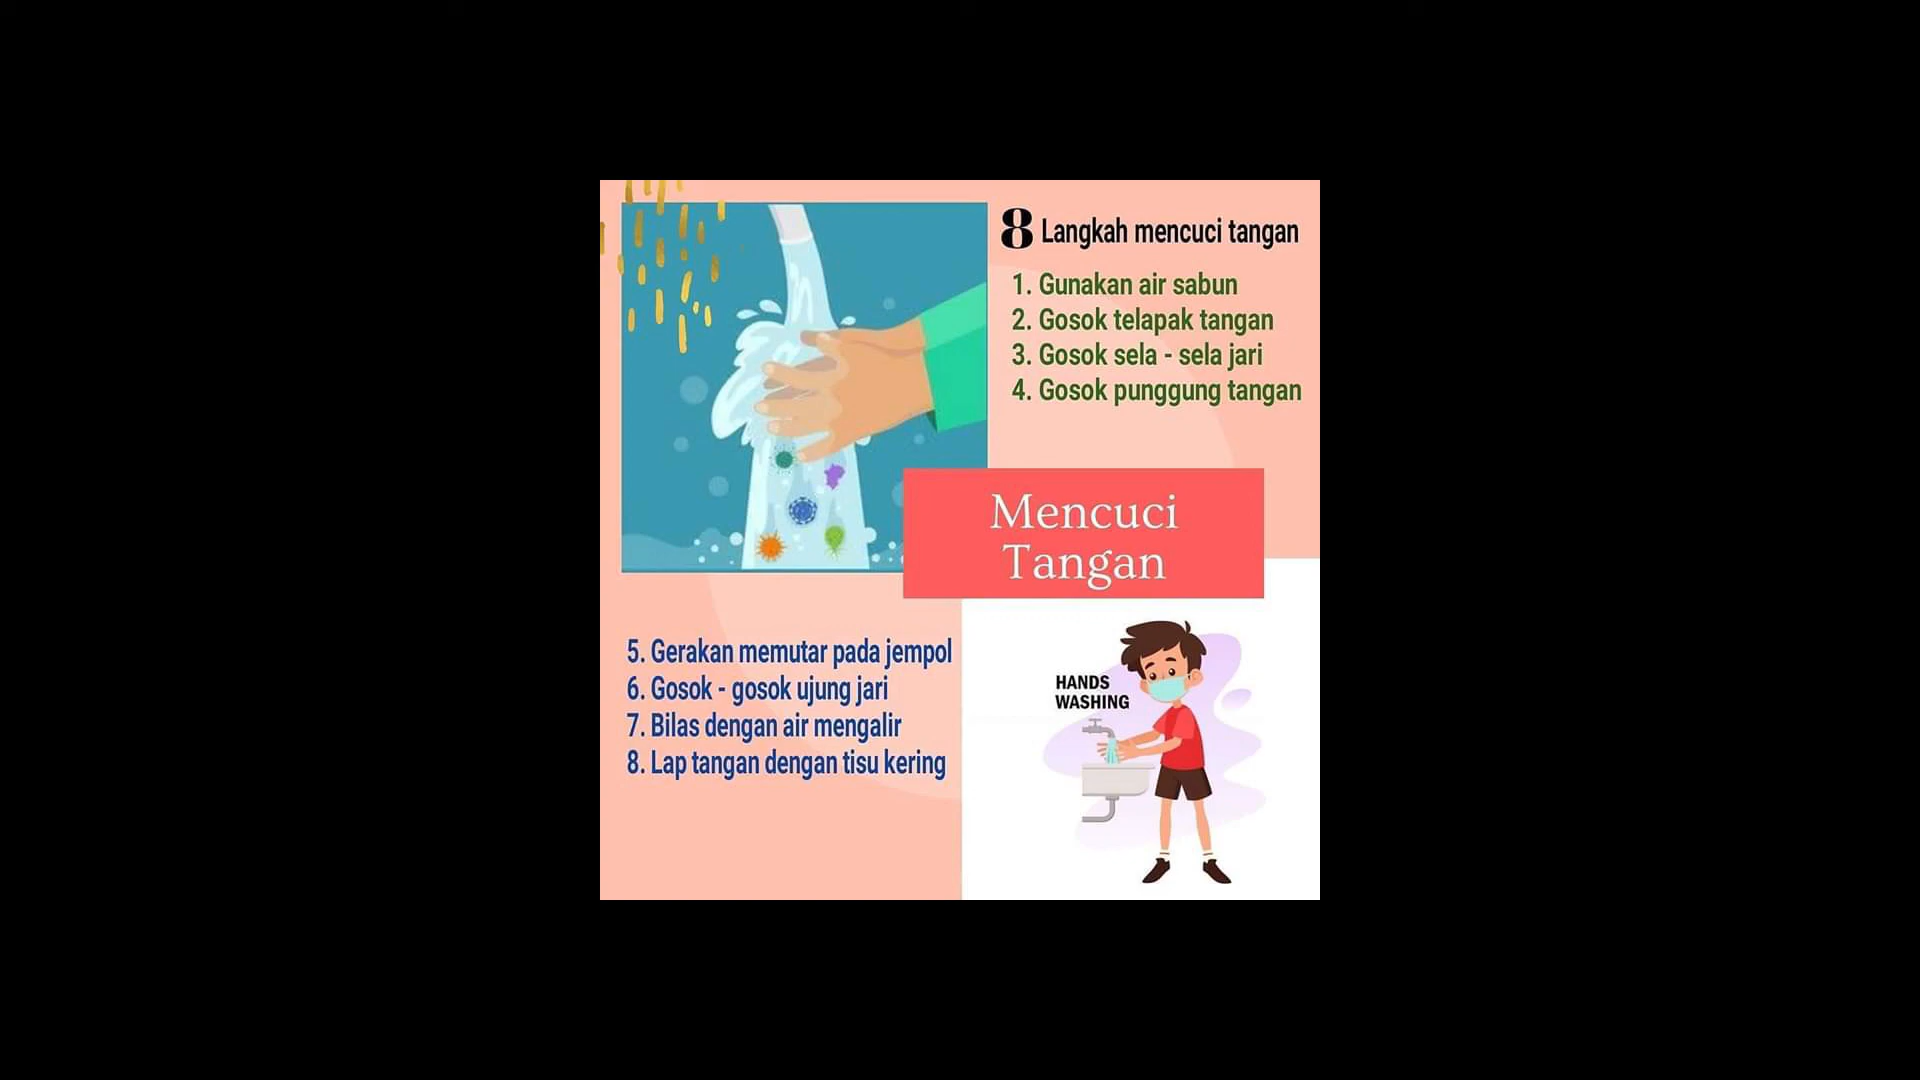 8 Langkah mencuci tangan
1. Gunakan air sabun
2. Gosok telapak tangan
3. Gosok sela - sela jari
4. Gosok punggung tangan
Mencuci
Tangan
5. Gerakan memutar pada jempol
6. Gosok - gosok ujung jari
7. Bilas dengan air mengalir
8. Lap tangan dengan tisu kering
HANDS
WASHING